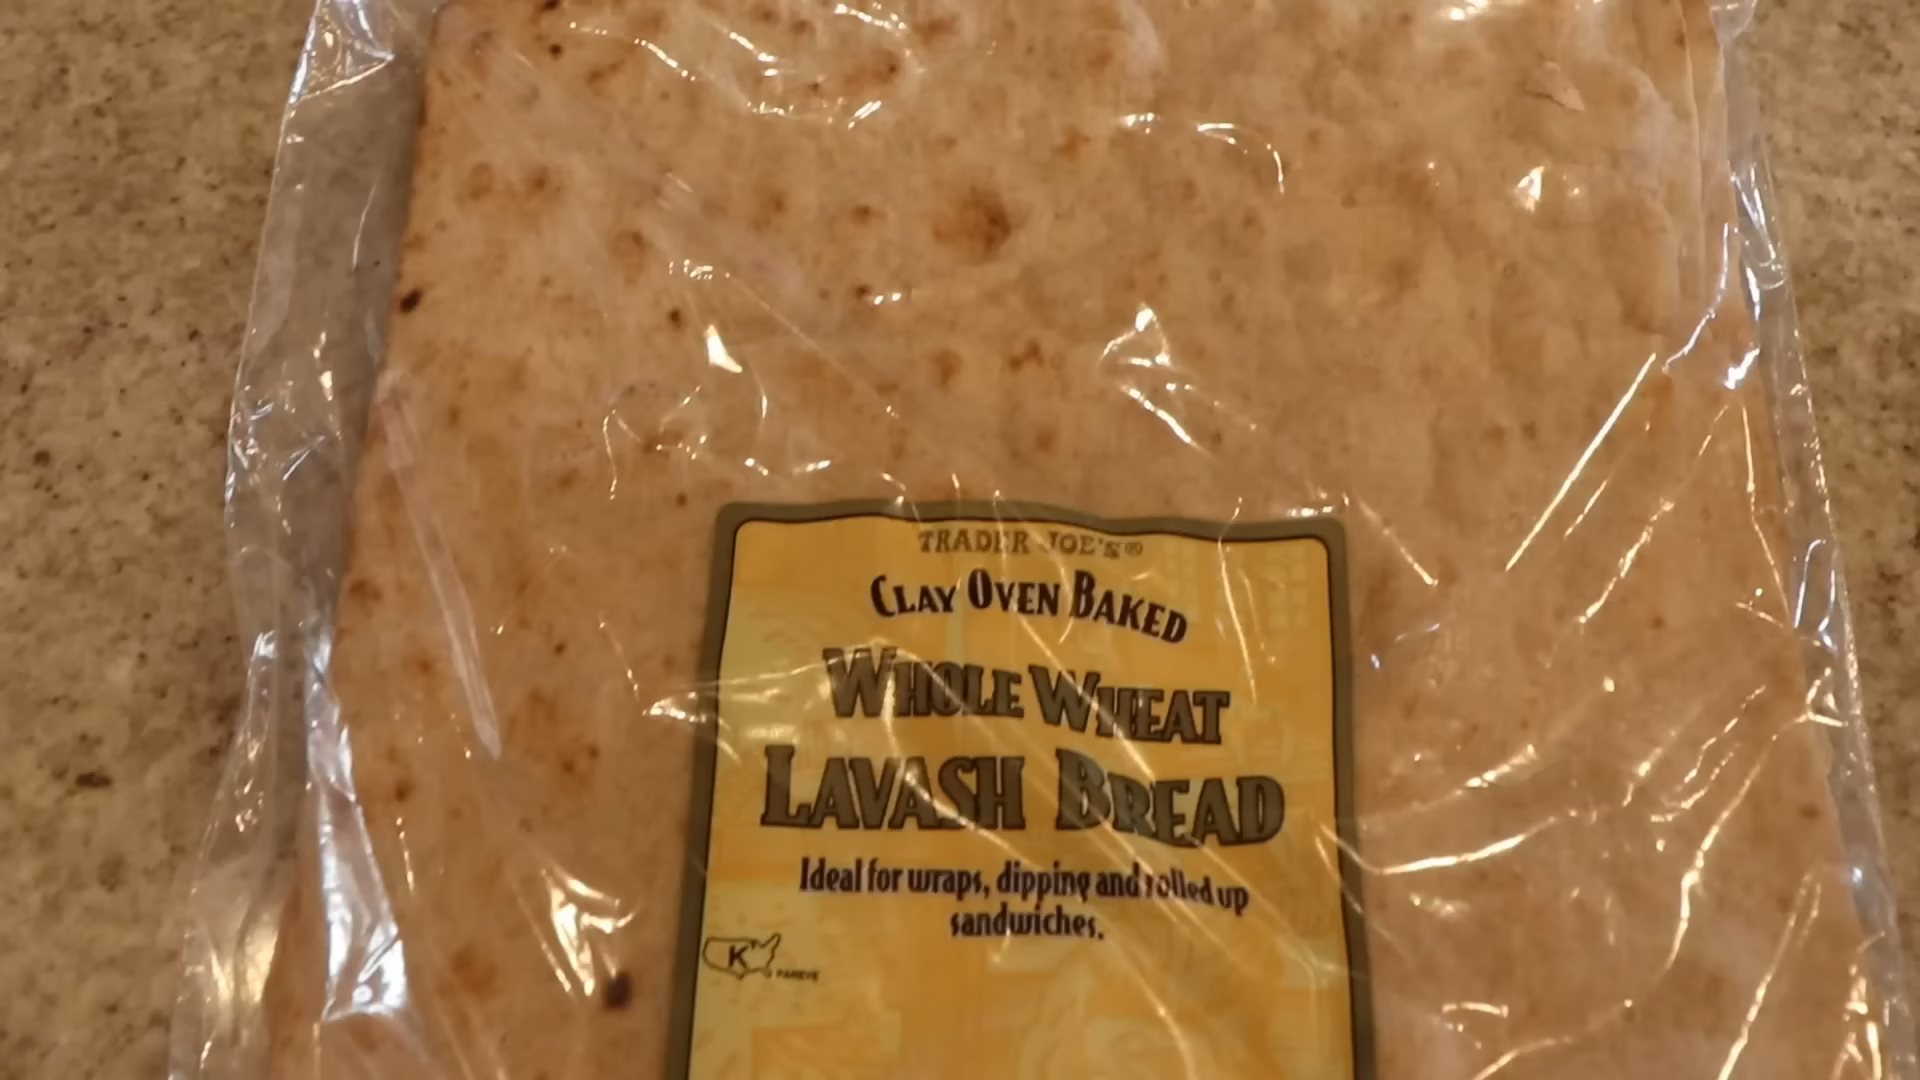 TRADER JOE'S®
CLAY OVEN BAKED
WHOLE WHEAT
LAVASH BREAD
Ideal for wraps, dipping and rolled up
sandwiches.
K
PAREVE